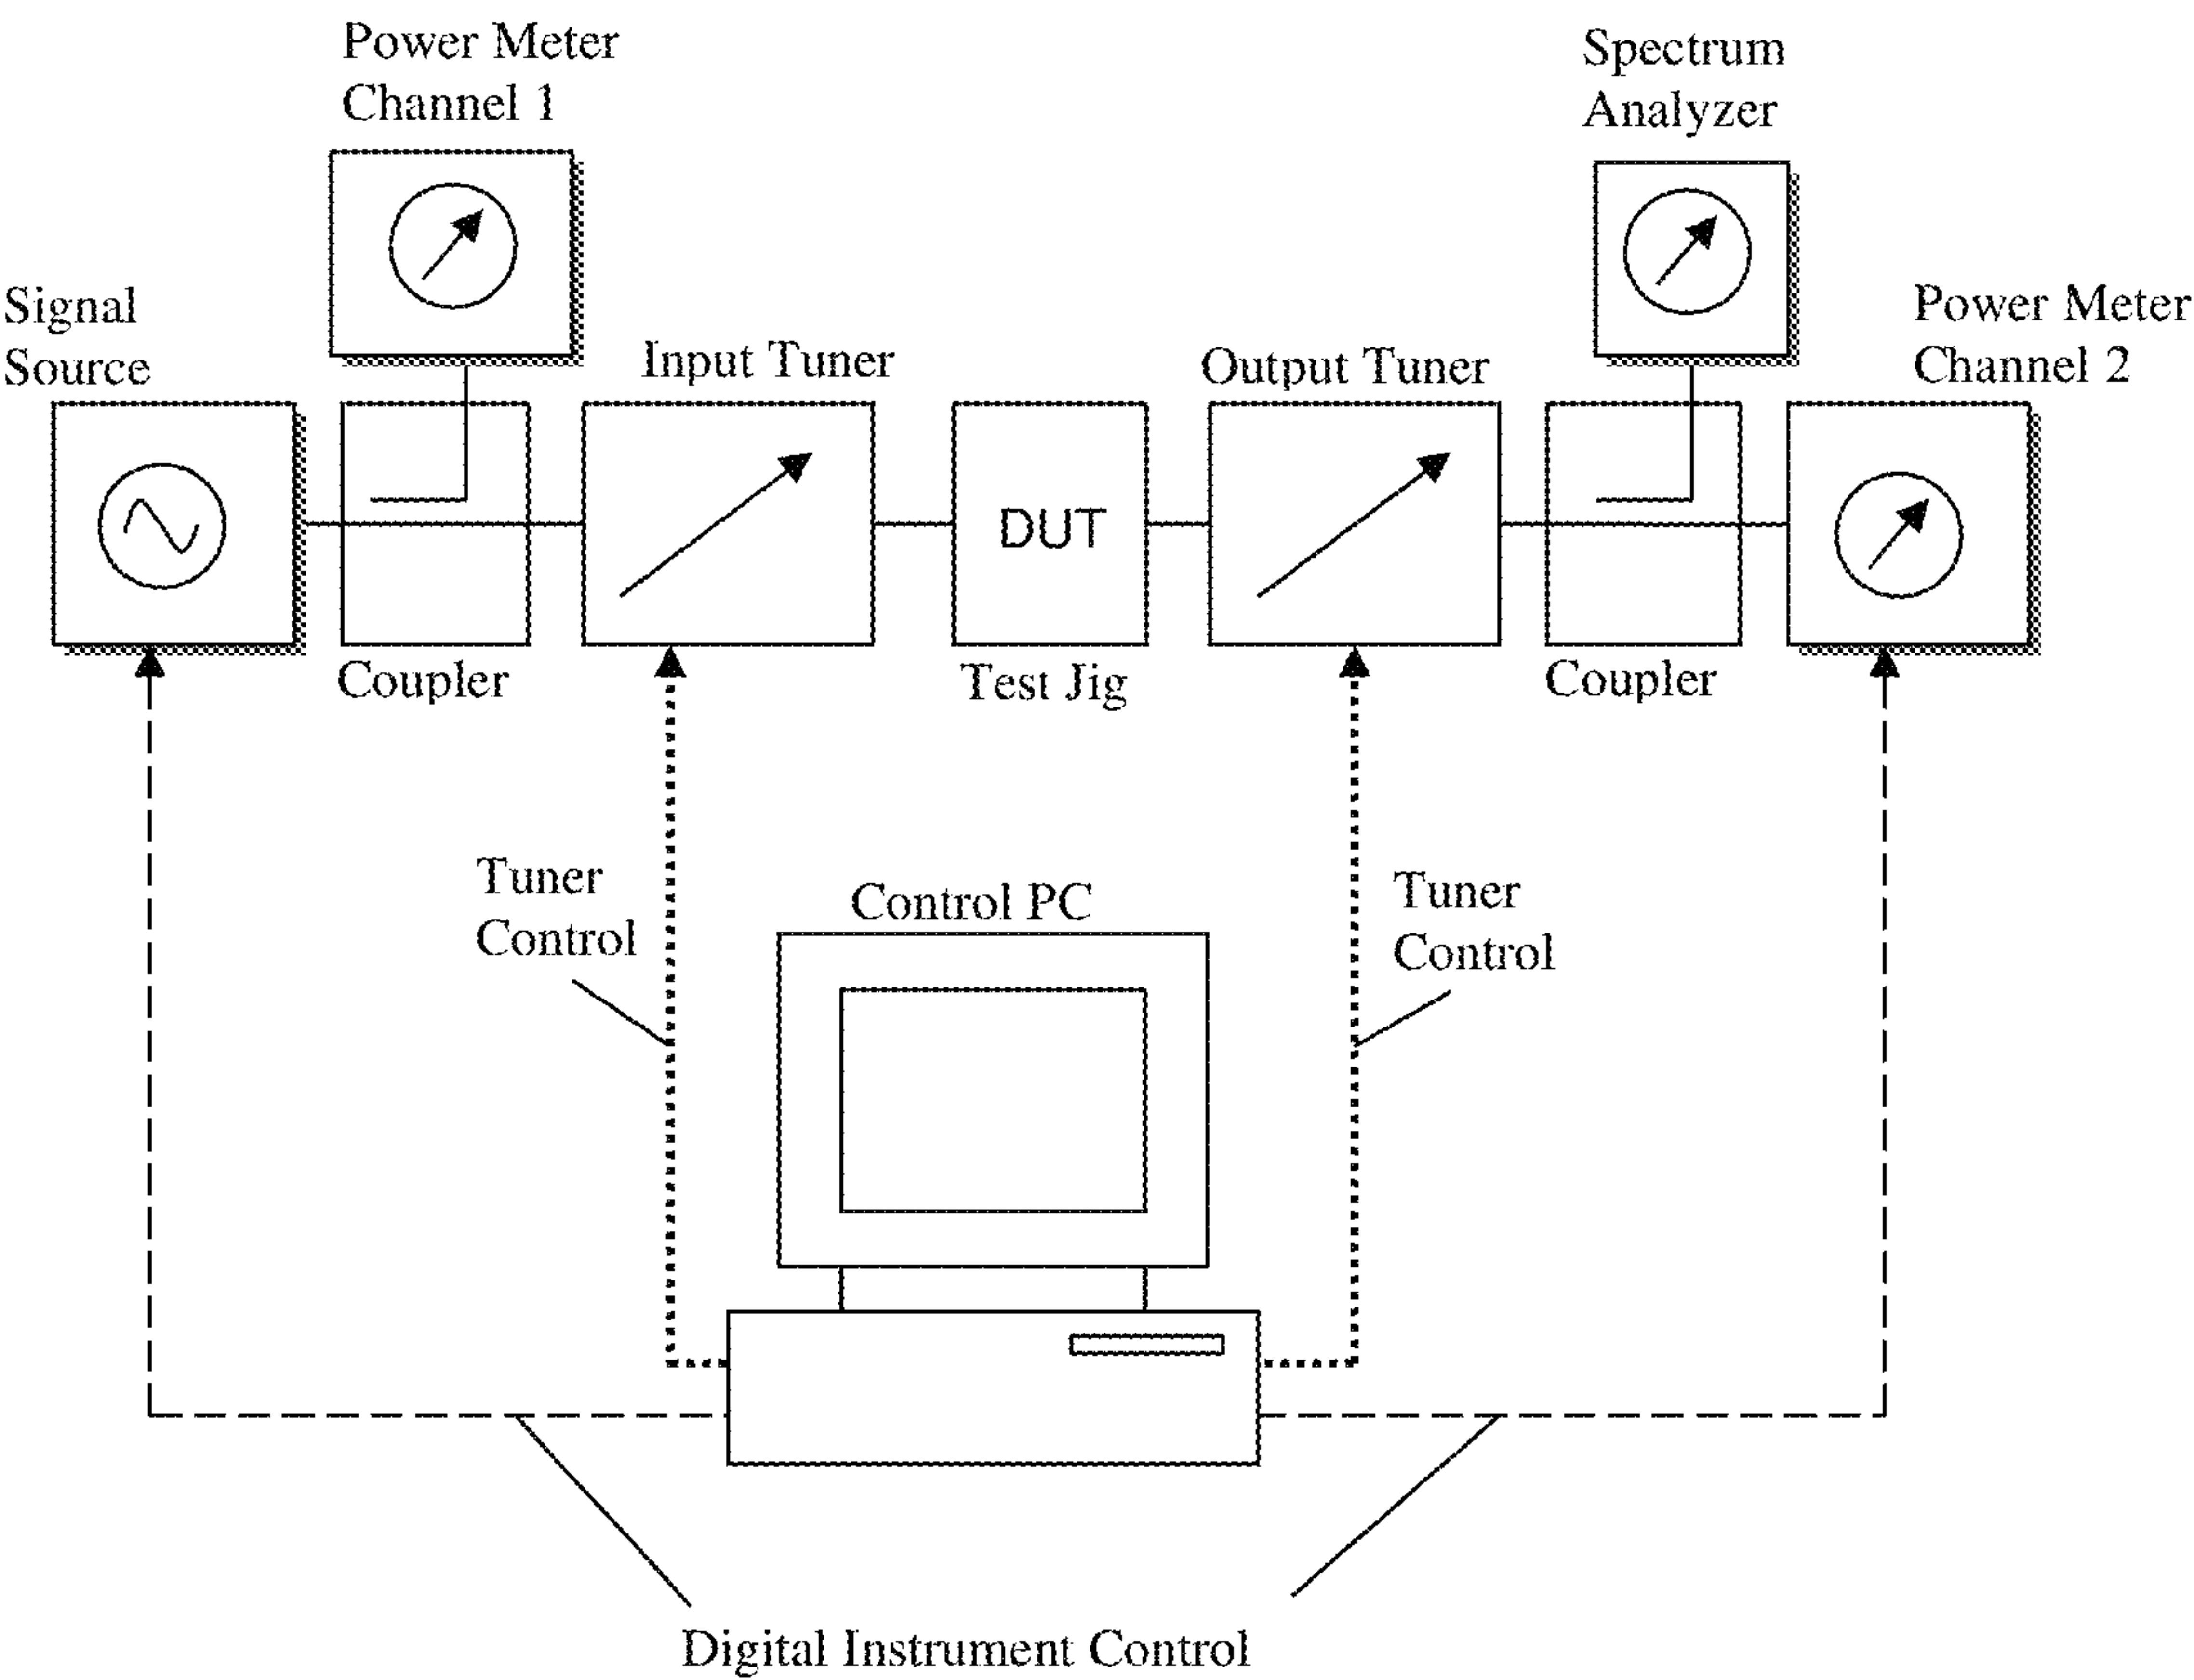 Power Meter
Channel 1
Spectrum
Analyzer
Signal
Source
Input Tuner
Output Tuner
Power Meter
Channel 2
DUT
Coupler
Test Jig
Coupler
Tuner
Control
Control PC
Tuner
Control
Digital Instrument Control